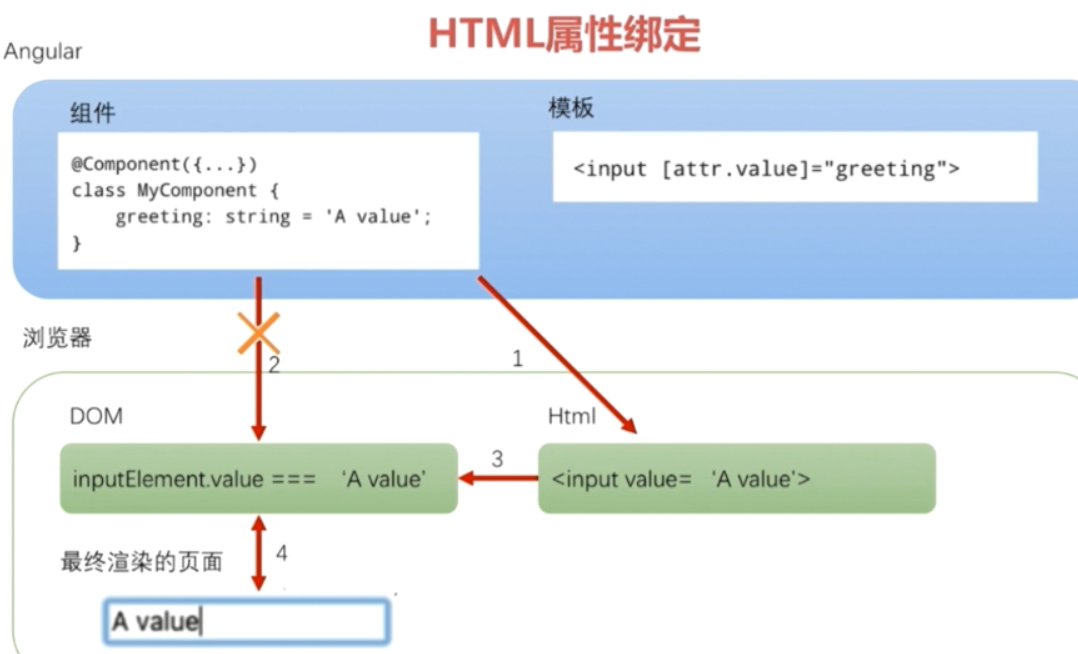 HTML属性绑定
Angular
组件
模板
@Component({...})
class MyComponent {
greeting: string = 'A value';
}
<input [attr.value]="greeting">
浏览器
2
1
DOM
Html
inputElement.value === 'A value'
3
<input value= 'A value'>
最终渲染的页面
4
A value